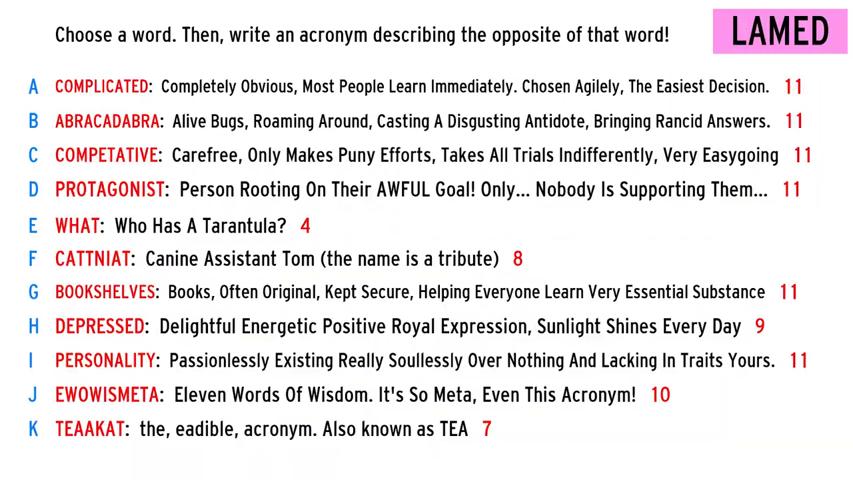 Choose a word. Then, write an acronym describing the opposite of that word!
LAMED
A COMPLICATED: Completely Obvious, Most People Learn Immediately. Chosen Agilely, The Easiest Decision. 11
B ABRACADABRA: Alive Bugs, Roaming Around, Casting A Disgusting Antidote, Bringing Rancid Answers. 11
C COMPETATIVE: Carefree, Only Makes Puny Efforts, Takes All Trials Indifferently, Very Easygoing 11
D PROTAGONIST: Person Rooting On Their AWFUL Goal! Only... Nobody Is Supporting Them... 11
E WHAT: Who Has A Tarantula? 4
F CATTNIAT: Canine Assistant Tom (the name is a tribute) 8
G BOOKSHELVES: Books, Often Original, Kept Secure, Helping Everyone Learn Very Essential Substance 11
H DEPRESSED: Delightful Energetic Positive Royal Expression, Sunlight Shines Every Day 9
I PERSONALITY: Passionlessly Existing Really Soullessly Over Nothing And Lacking In Traits Yours. 11
J EWOWISMETA: Eleven Words Of Wisdom. It's So Meta, Even This Acronym! 10
K TEAAKAT: the, eadible, acronym. Also known as TEA 7